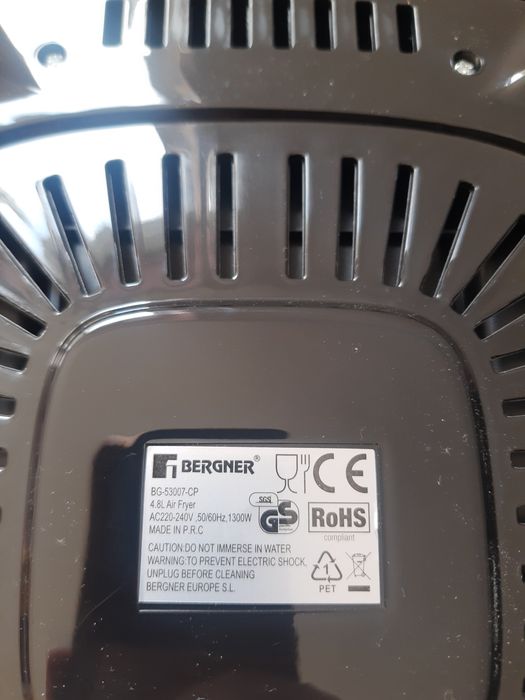 BERGNER®
CE
BG-53007-CP
4.8L Air Fryer
AC220-240V ,50/60Hz,1300W
MADE IN P.R.C
SGS
GS
RoHS
compliant
CAUTION:DO NOT IMMERSE IN WATER
WARNING:TO PREVENT ELECTRIC SHOCK,
UNPLUG BEFORE CLEANING
BERGNER EUROPE S.L.
1
PET